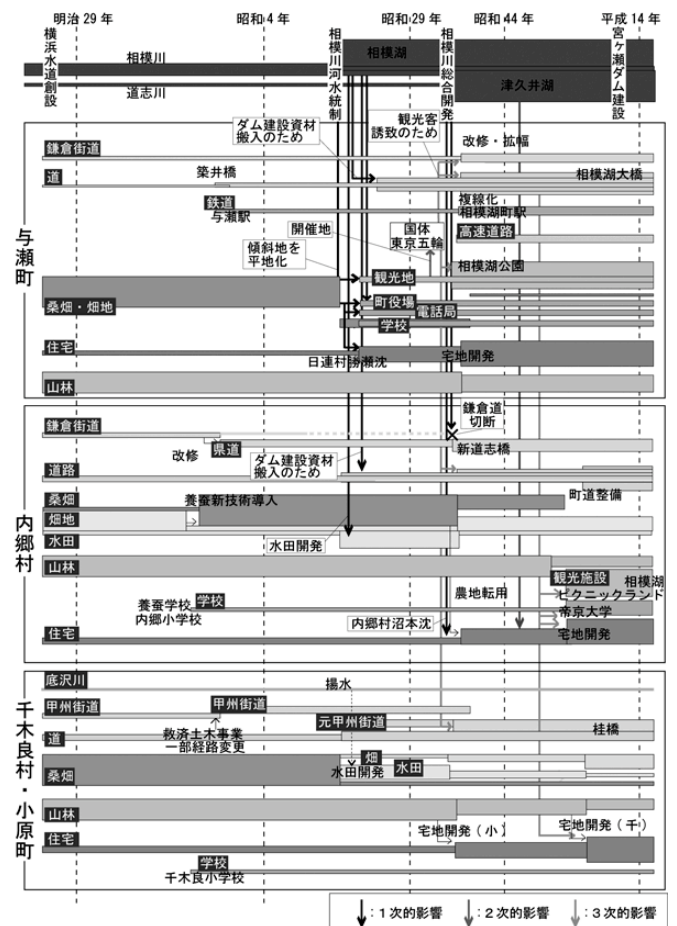 明治29年
昭和4年
昭和29年
昭和44年
平成14年
横浜水道創設
相模川
道志川
相模川河水統制
相模湖
相模川総合開発
津久井湖
宮ヶ瀬ダム建設
与瀬町
鎌倉街道
ダム建設資材
搬入のため
観光客
誘致のため
改修・拡幅
道
築井橋
相模湖大橋
鉄道
与瀬駅
複線化
相模湖町駅
開催地
国体
東京五輪
高速道路
傾斜地を
平地化
観光地
相模湖公園
桑畑・畑地
町役場
電話局
学校
住宅
日連村勝瀬沈
宅地開発
山林
内郷村
鎌倉街道
鎌倉道
切断
改修
県道
新道志橋
道路
ダム建設資材
搬入のため
町道整備
桑畑
養蚕新技術導入
畑地
水田
水田開発
山林
観光施設
相模湖
ピクニックランド
農地転用
養蚕学校
学校
内郷小学校
帝京大学
住宅
内郷村沼本沈
宅地開発
千木良村・小原町
底沢川
揚水
甲州街道
甲州街道
元甲州街道
道
救済土木事業
一部経路変更
桂橋
桑畑
畑
水田開発
水田
山林
住宅
宅地開発(小)
宅地開発(千)
学校
千木良小学校
:1次的影響
:2次的影響
:3次的影響